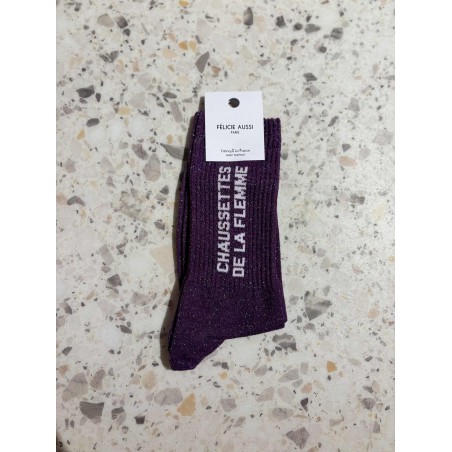 FÉLICIE AUSSI
PARIS
CHAUSSETTES
DE LA FLEMME